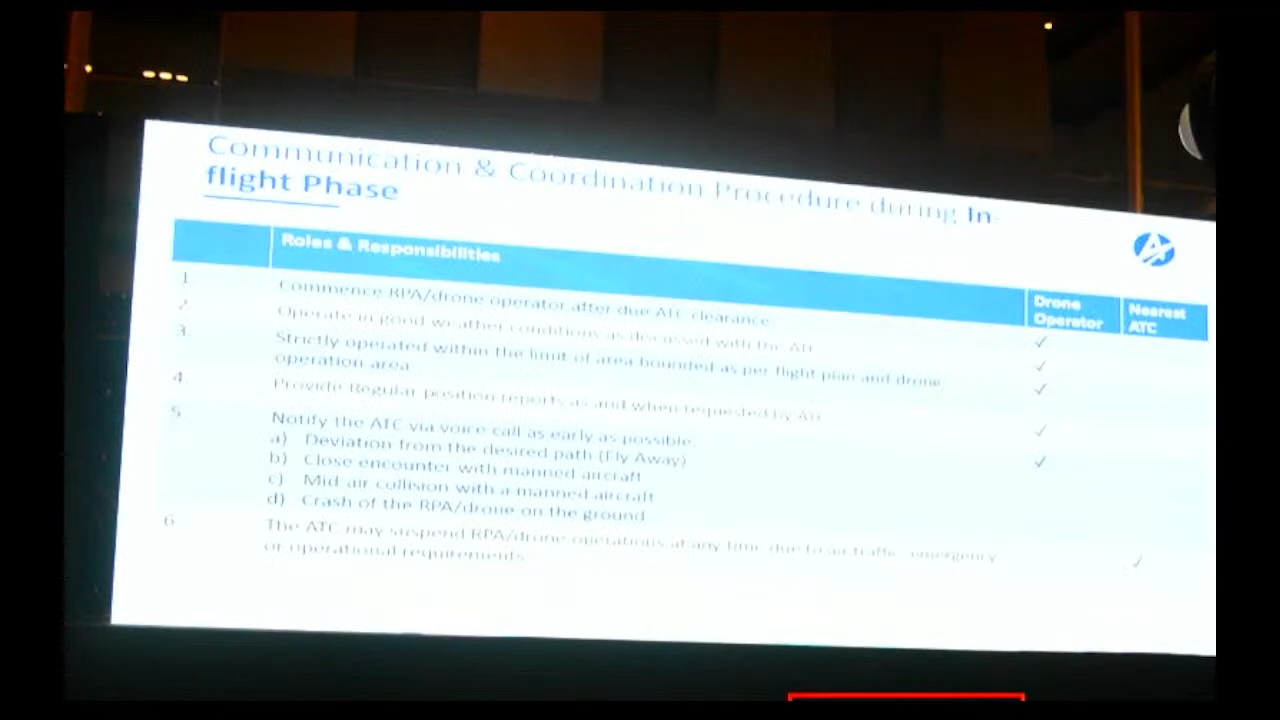 Communication & Coordination Procedure during In-
flight Phase
Roles & Responsibilities
Drone
Operator
Nearest
ATC
1. Commence RPA/drone operator after due ATC clearance ✓
2. Operate in good weather conditions as discussed with the ATC ✓
3. Strictly operated within the limit of area bounded as per flight plan and drone ✓
operation area
4. Provide Regular position reports as and when requested by ATC ✓
5. Notify the ATC via voice call as early as possible: ✓
a) Deviation from the desired path (Fly Away)
b) Close encounter with manned aircraft
c) Mid-air collision with a manned aircraft
d) Crash of the RPA/drone on the ground
6 The ATC may suspend RPA/drone operations at any time due to air traffic, emergency ✓
or operational requirements